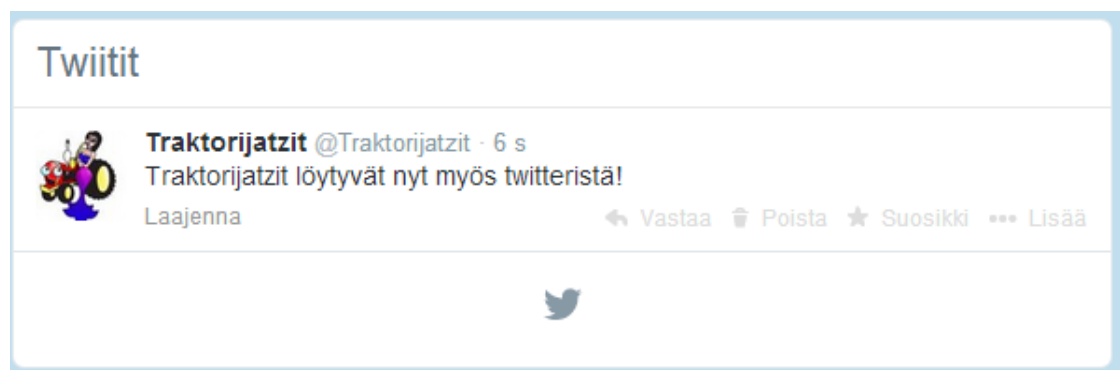 Twiitit
Traktorijatzit @Traktorijatzit · 6 s
Traktorijatzit löytyvät nyt myös twitteristä!
Laajenna Vastaa Poista Suosikki Lisää